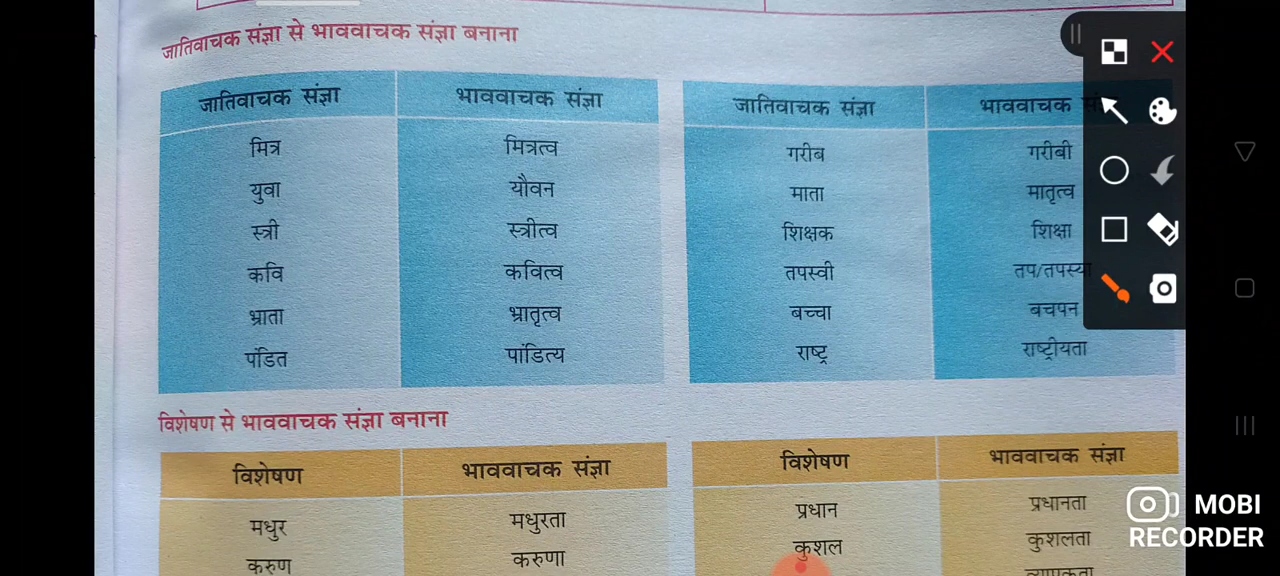 जातिवाचक संज्ञा से भाववाचक संज्ञा बनाना
जातिवाचक संज्ञा भाववाचक संज्ञा
मित्र मित्रत्व
युवा यौवन
स्त्री स्त्रीत्व
कवि कवित्व
भ्राता भ्रातृत्व
पंडित पांडित्य
जातिवाचक संज्ञा भाववाचक
गरीब गरीबी
माता मातृत्व
शिक्षक शिक्षा
तपस्वी तप/तपस्या
बच्चा बचपन
राष्ट्र राष्ट्रीयता
विशेषण से भाववाचक संज्ञा बनाना
विशेषण भाववाचक संज्ञा
मधुर मधुरता
करुण करुणा
विशेषण भाववाचक संज्ञा
प्रधान प्रधानता
कुशल कुशलता
MOBI
RECORDER